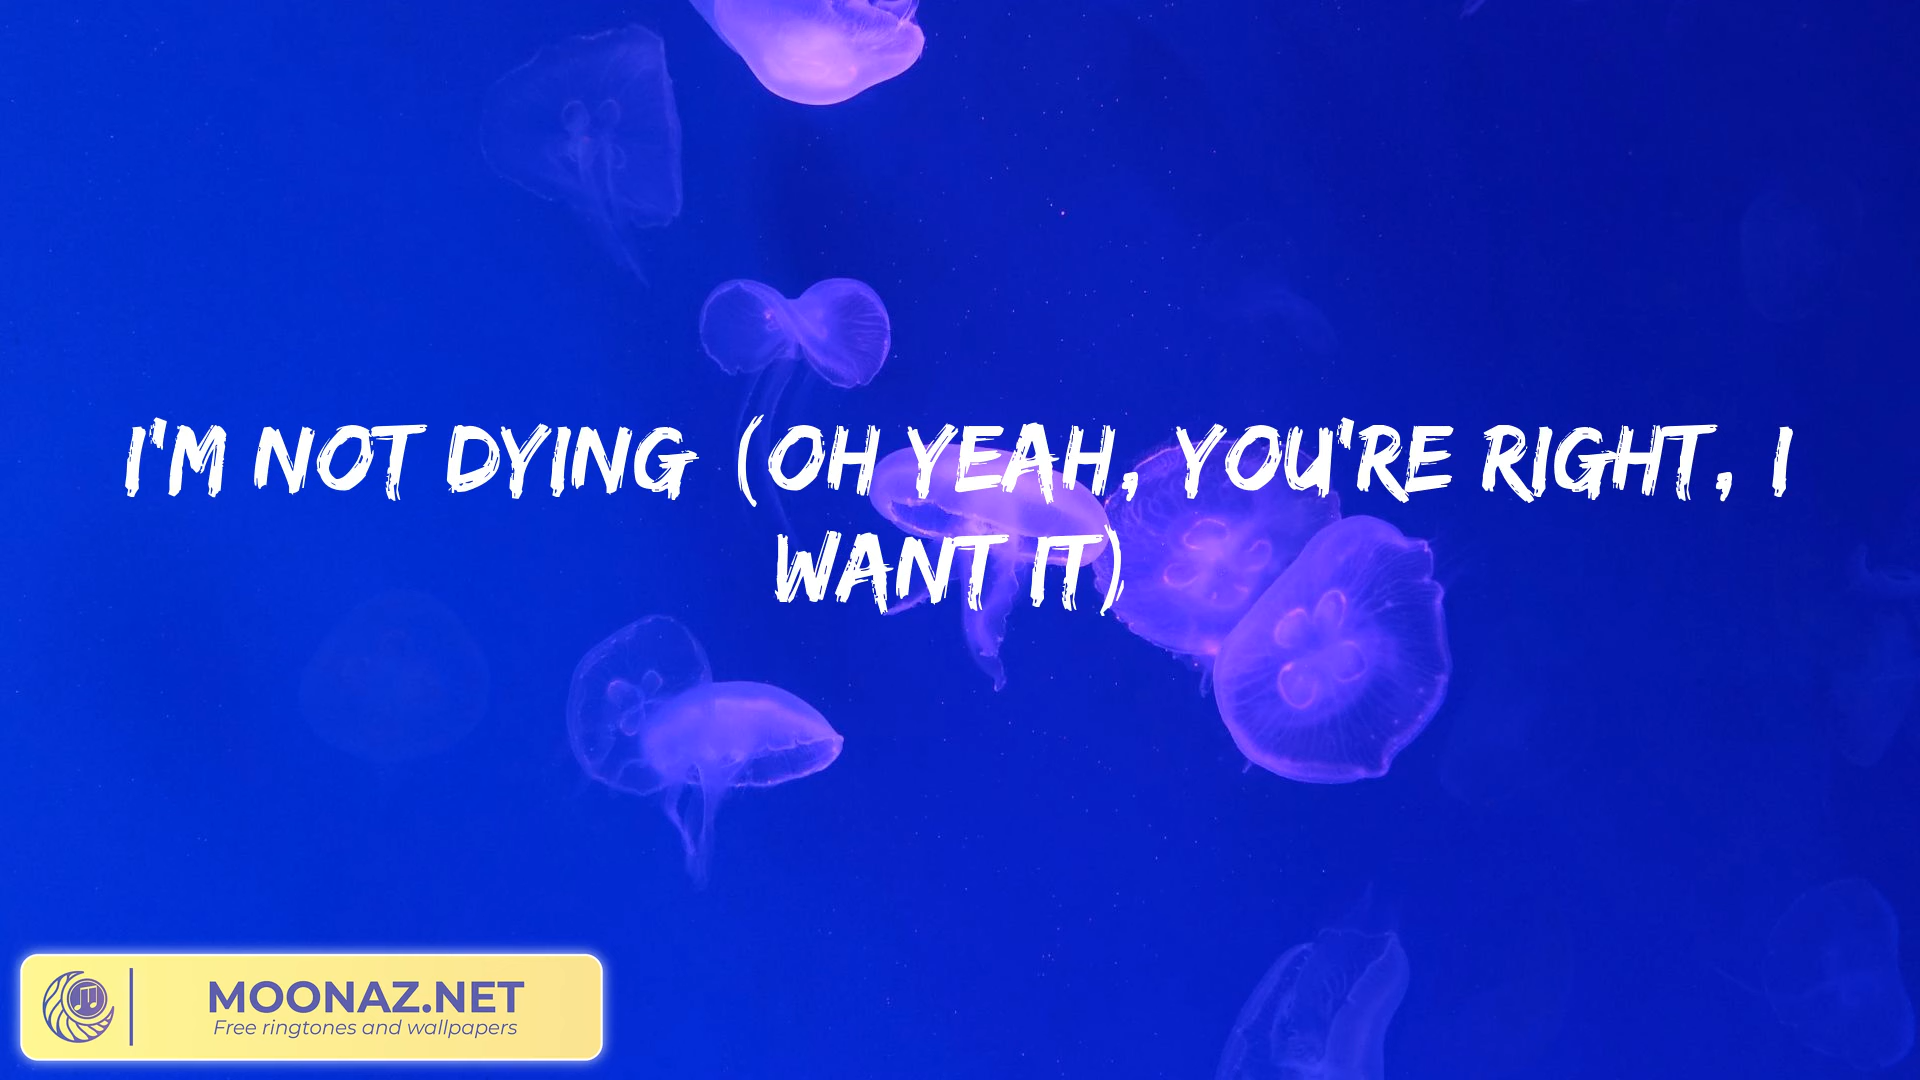 I'M NOT DYING (OH YEAH, YOU'RE RIGHT, I
WANT IT)
MOONAZ.NET
Free ringtones and wallpapers